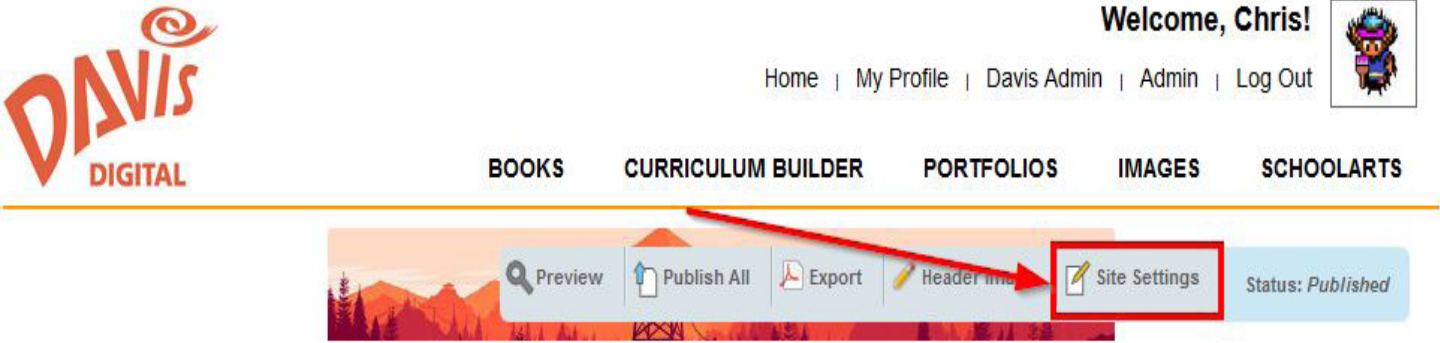 DAVIS
DIGITAL
Welcome, Chris!
Home | My Profile | Davis Admin | Admin | Log Out
BOOKS CURRICULUM BUILDER PORTFOLIOS IMAGES SCHOOLARTS
Preview Publish All Export Header Site Settings Status: Published